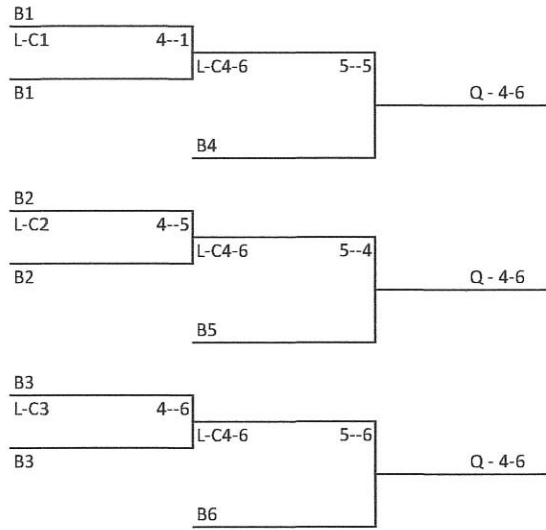 B1
L-C1 4--1
B1
L-C4-6 5--5
Q - 4-6
B4
B2
L-C2 4--5
B2
L-C4-6 5--4
Q - 4-6
B5
B3
L-C3 4--6
B3
L-C4-6 5--6
Q - 4-6
B6